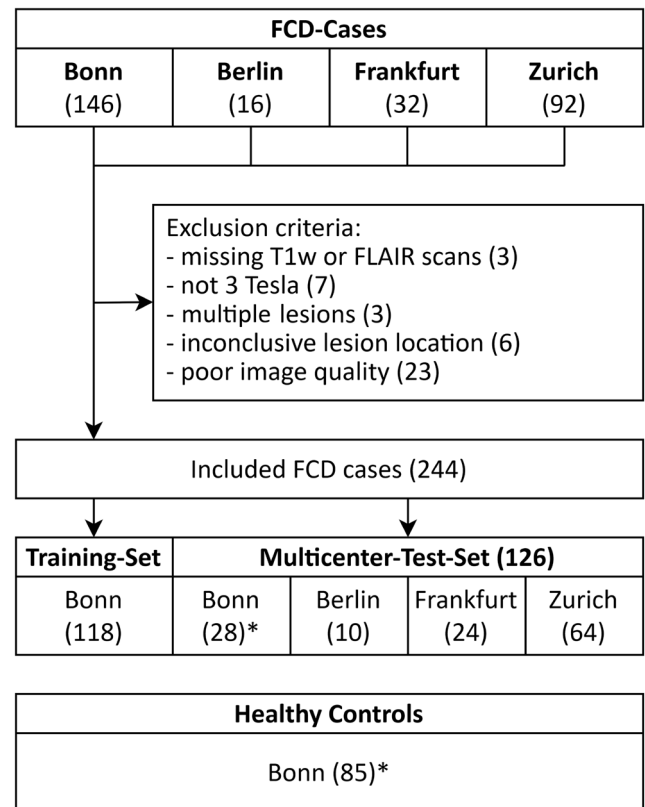 FCD-Cases
Bonn Berlin Frankfurt Zurich
(146) (16) (32) (92)
Exclusion criteria:
- missing T1w or FLAIR scans (3)
- not 3 Tesla (7)
- multiple lesions (3)
- inconclusive lesion location (6)
- poor image quality (23)
Included FCD cases (244)
Training-Set Multicenter-Test-Set (126)
Bonn Bonn Berlin Frankfurt Zurich
(118) (28)* (10) (24) (64)
Healthy Controls
Bonn (85)*